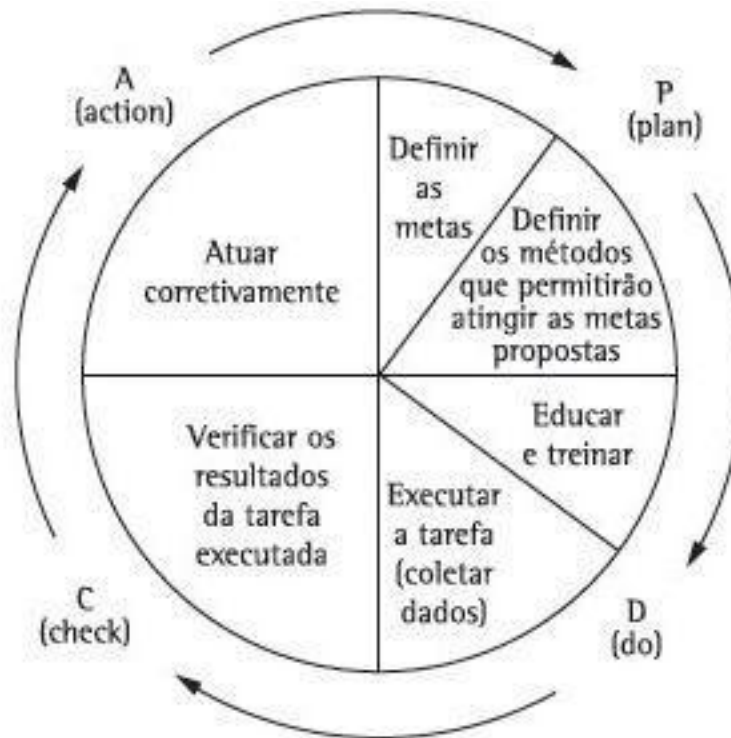 A
(action)
P
(plan)
Definir
as
metas
Definir
os métodos
que permitirão
atingir as metas
propostas
Atuar
corretivamente
Educar
e treinar
Verificar os
resultados
da tarefa
executada
Executar
a tarefa
(coletar
dados)
C
(check)
D
(do)